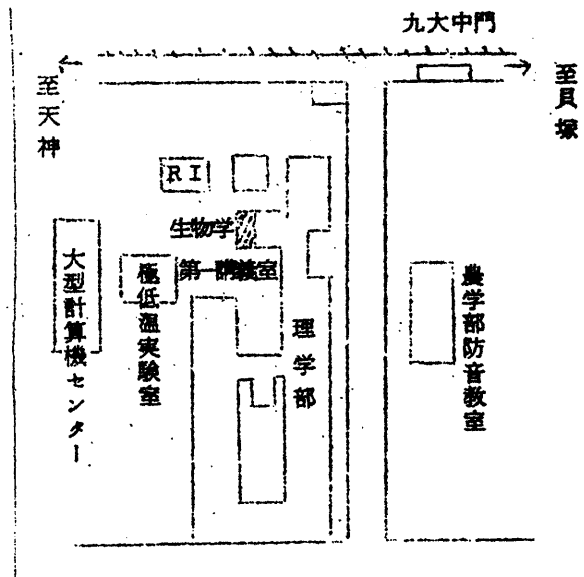 九大中門
至天神
至貝塚
RI
生物学
第一講義室
大型計算機センター
極低温実験室
理学部
農学部防音教室